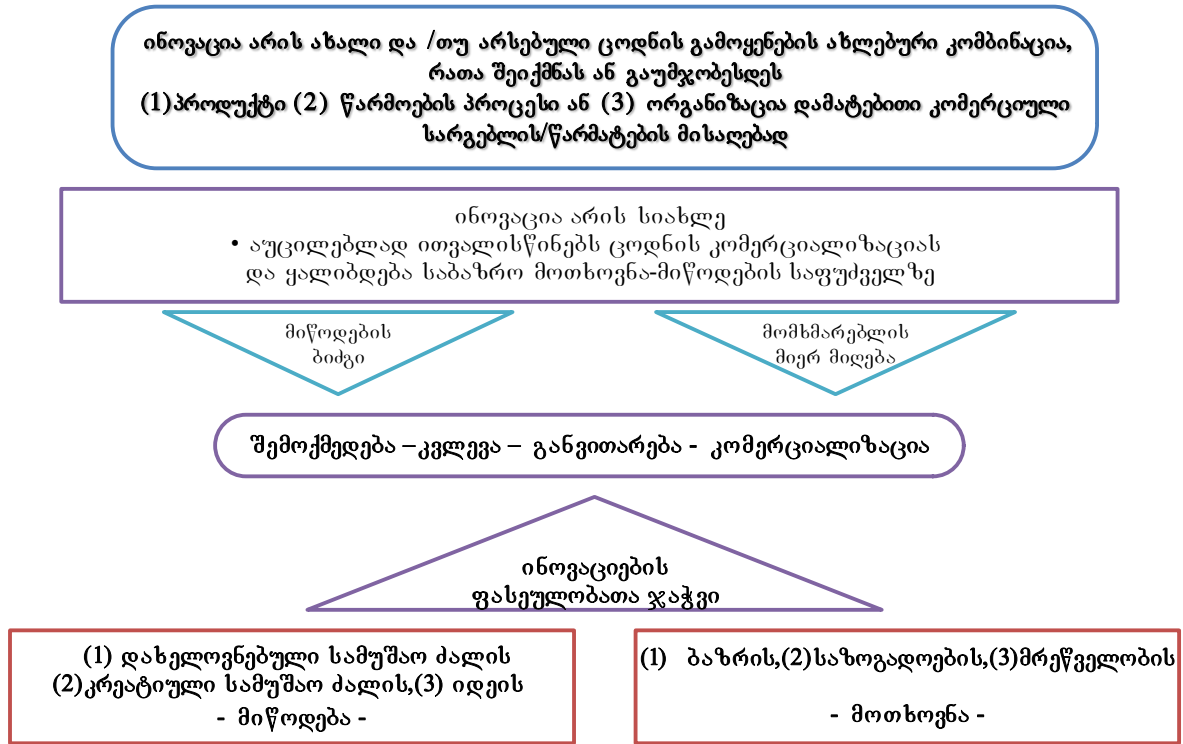 ინოვაცია არის ახალი და /თუ არსებული ცოდნის გამოყენების ახლებური კომბინაცია,
რათა შეიქმნას ან გაუმჯობესდეს
(1)პროდუქტი (2) წარმოების პროცესი ან (3) ორგანიზაცია დამატებითი კომერციული
სარგებლის/წარმატების მისაღებად
ინოვაცია არის სიახლე
• აუცილებლად ითვალისწინებს ცოდნის კომერციალიზაციას
და ყალიბდება საბაზრო მოთხოვნა-მიწოდების საფუძველზე
მიწოდების
ბიძგი
მომხმარებლის
მიერ მიღება
შემოქმედება –კვლევა – განვითარება - კომერციალიზაცია
ინოვაციების
ფასეულობათა ჯაჭვი
(1) დახელოვნებული სამუშაო ძალის
(2)კრეატიული სამუშაო ძალის,(3) იდეის
- მიწოდება -
(1) ბაზრის,(2)საზოგადოების,(3)მრეწველობის
- მოთხოვნა -